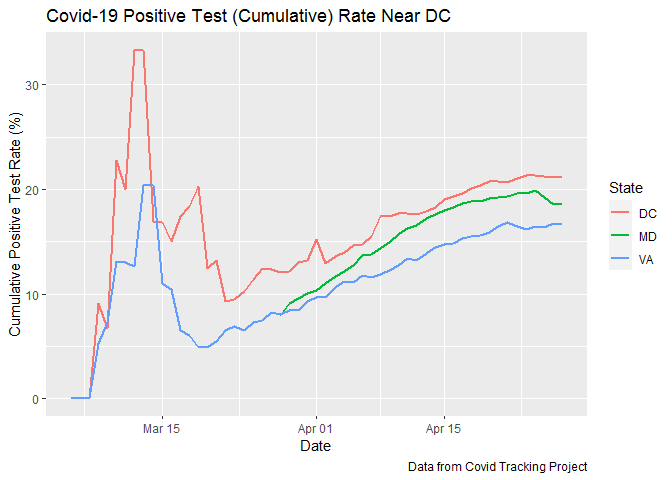 Covid-19 Positive Test (Cumulative) Rate Near DC
Cumulative Positive Test Rate (%)
30
20
10
0
Mar 15
Apr 01
Apr 15
Date
State
DC
MD
VA
Data from Covid Tracking Project